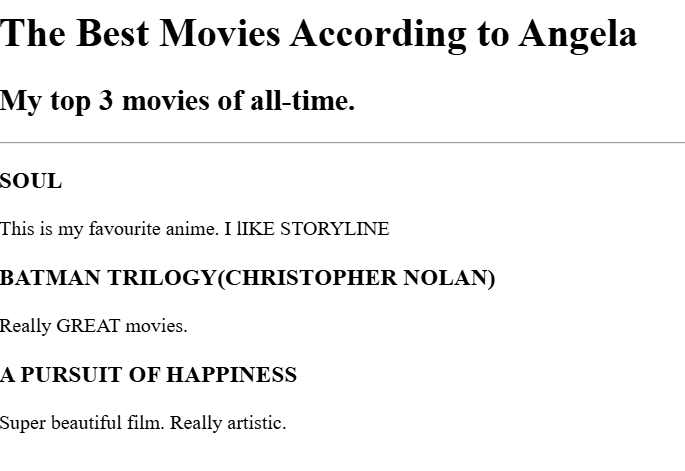 The Best Movies According to Angela
My top 3 movies of all-time.
SOUL
This is my favourite anime. I lIKE STORYLINE
BATMAN TRILOGY(CHRISTOPHER NOLAN)
Really GREAT movies.
A PURSUIT OF HAPPINESS
Super beautiful film. Really artistic.